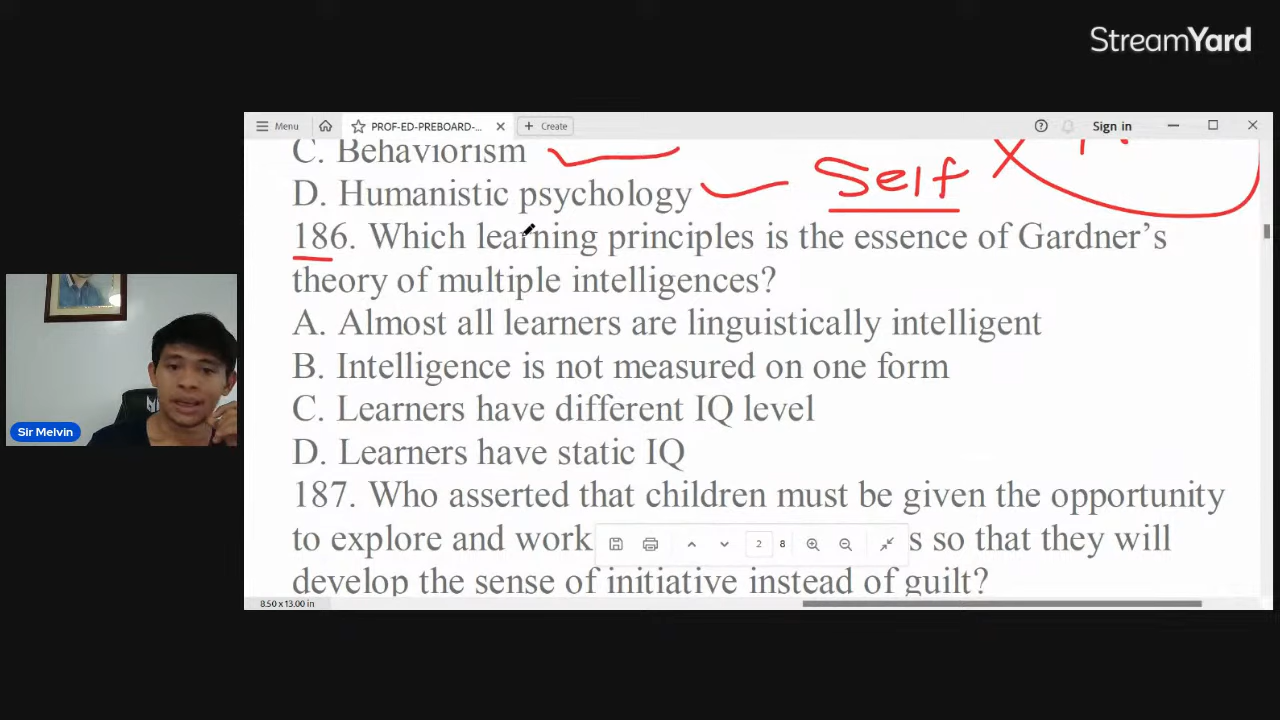 StreamYard
Menu
PROF-ED-PREBOARD-...
Create
Sign in
C. Behaviorism
D. Humanistic psychology
Self
186. Which learning principles is the essence of Gardner's
theory of multiple intelligences?
A. Almost all learners are linguistically intelligent
B. Intelligence is not measured on one form
C. Learners have different IQ level
D. Learners have static IQ
187. Who asserted that children must be given the opportunity
to explore and work s so that they will
2 8
develop the sense of initiative instead of guilt?
8.50 x 13.00 in
Sir Melvin